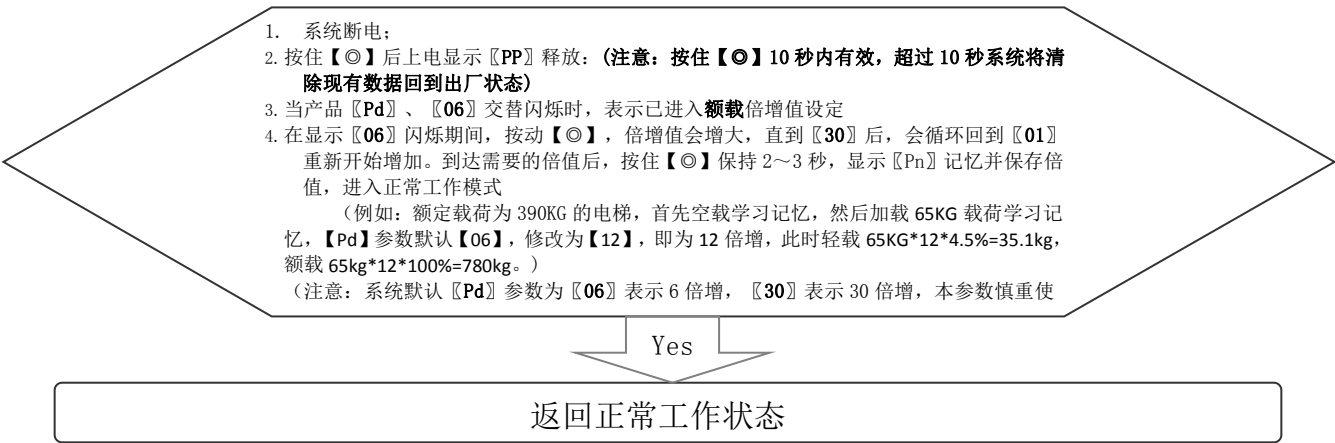 1. 系统断电;
2. 按住【◎】后上电显示〖PP〗释放: (注意: 按住【◎】10 秒内有效, 超过 10 秒系统将清
除现有数据回到出厂状态)
3. 当产品〖Pd〗、〖06〗交替闪烁时, 表示已进入额载倍增值设定
4. 在显示〖06〗闪烁期间, 按动【◎】, 倍增值会增大, 直到〖30〗后, 会循环回到〖01〗
重新开始增加。到达需要的倍值后, 按住【◎】保持 2～3 秒, 显示〖Pn〗记忆并保存倍
值, 进入正常工作模式
(例如: 额定载荷为 390KG 的电梯, 首先空载学习记忆, 然后加载 65KG 载荷学习记
忆,【Pd】参数默认【06】, 修改为【12】, 即为 12 倍增, 此时轻载 65KG*12*4.5%=35.1kg,
额载 65kg*12*100%=780kg。)
(注意: 系统默认〖Pd〗参数为〖06〗表示 6 倍增, 〖30〗表示 30 倍增, 本参数慎重使
Yes
返回正常工作状态